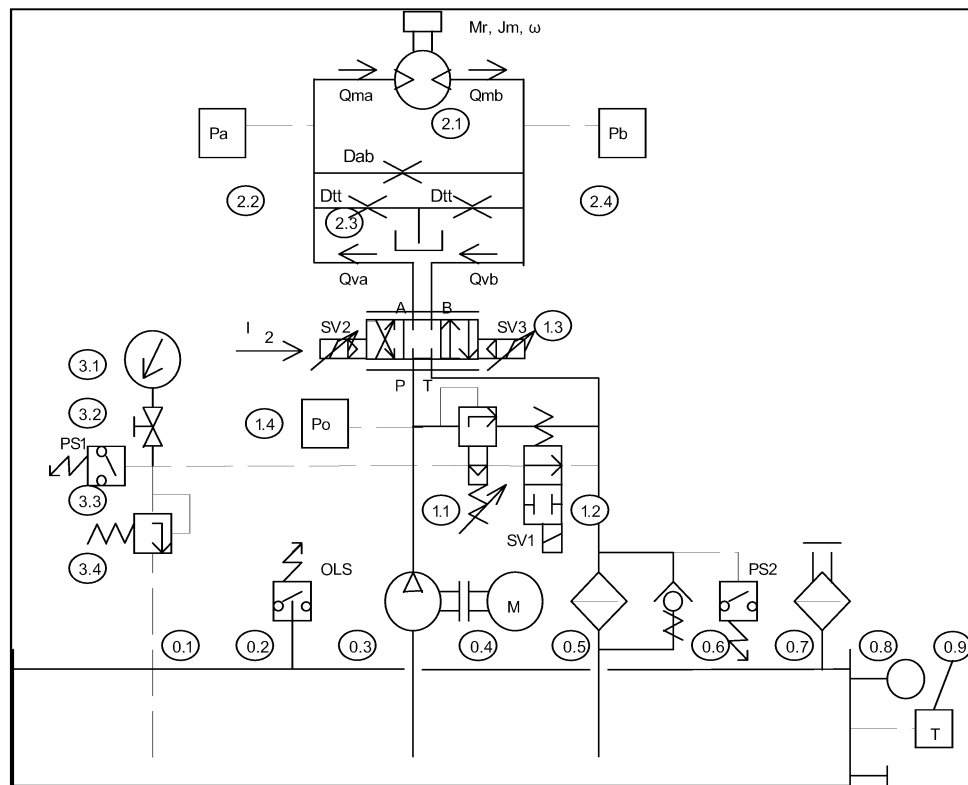 Mr, Jm, ω
Qma
Qmb
2.1
Pa
Pb
Dab
2.2
Dtt
Dtt
2.4
2.3
Qva
Qvb
A
B
I 2
SV2
SV3
1.3
3.1
P
T
3.2
1.4
Po
PS1
3.3
1.1
1.2
SV1
3.4
OLS
PS2
M
0.1
0.2
0.3
0.4
0.5
0.6
0.7
0.8
0.9
T